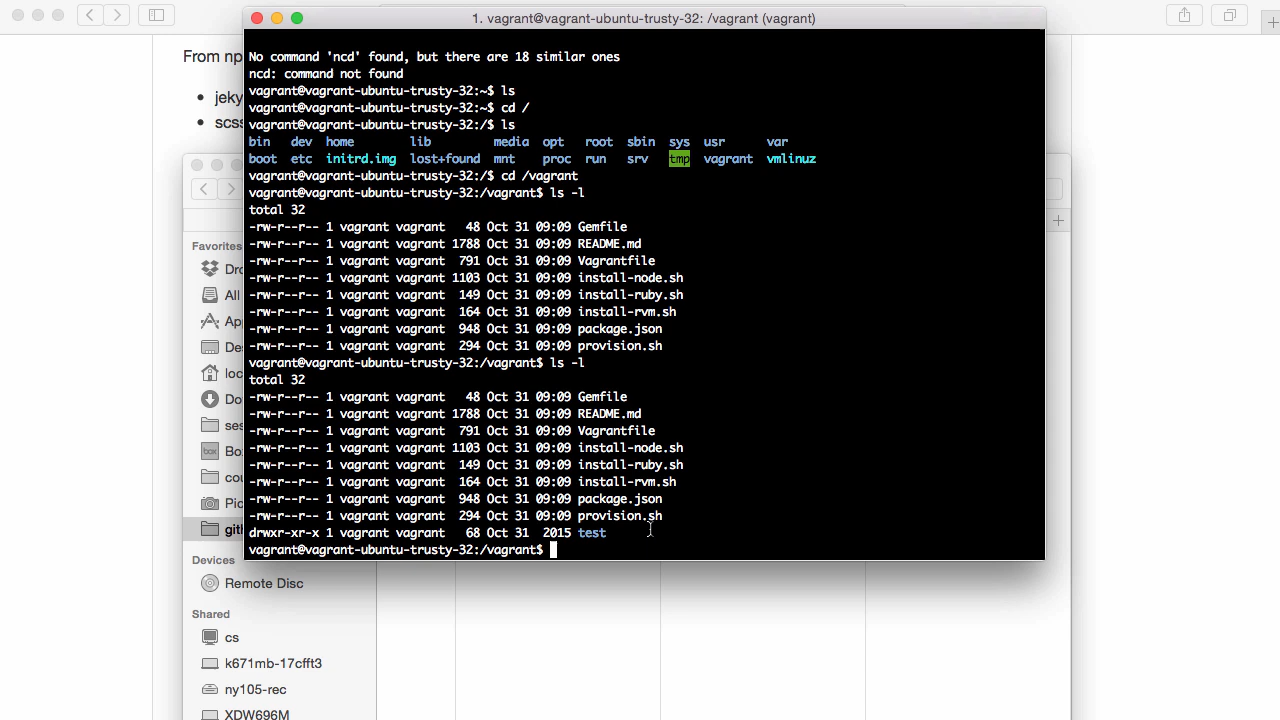 1. vagrant@vagrant-ubuntu-trusty-32: /vagrant (vagrant)
From np
jeky
scss
No command 'ncd' found, but there are 18 similar ones
ncd: command not found
vagrant@vagrant-ubuntu-trusty-32:~$ ls
vagrant@vagrant-ubuntu-trusty-32:~$ cd /
vagrant@vagrant-ubuntu-trusty-32:/$ ls
bin dev home lib media opt root sbin sys usr var
boot etc initrd.img lost+found mnt proc run srv tmp vagrant vmlinuz
vagrant@vagrant-ubuntu-trusty-32:/$ cd /vagrant
vagrant@vagrant-ubuntu-trusty-32:/vagrant$ ls -l
total 32
-rw-r--r-- 1 vagrant vagrant 48 Oct 31 09:09 Gemfile
-rw-r--r-- 1 vagrant vagrant 1788 Oct 31 09:09 README.md
-rw-r--r-- 1 vagrant vagrant 791 Oct 31 09:09 Vagrantfile
-rw-r--r-- 1 vagrant vagrant 1103 Oct 31 09:09 install-node.sh
-rw-r--r-- 1 vagrant vagrant 149 Oct 31 09:09 install-ruby.sh
-rw-r--r-- 1 vagrant vagrant 164 Oct 31 09:09 install-rvm.sh
-rw-r--r-- 1 vagrant vagrant 948 Oct 31 09:09 package.json
-rw-r--r-- 1 vagrant vagrant 294 Oct 31 09:09 provision.sh
vagrant@vagrant-ubuntu-trusty-32:/vagrant$ ls -l
total 32
-rw-r--r-- 1 vagrant vagrant 48 Oct 31 09:09 Gemfile
-rw-r--r-- 1 vagrant vagrant 1788 Oct 31 09:09 README.md
-rw-r--r-- 1 vagrant vagrant 791 Oct 31 09:09 Vagrantfile
-rw-r--r-- 1 vagrant vagrant 1103 Oct 31 09:09 install-node.sh
-rw-r--r-- 1 vagrant vagrant 149 Oct 31 09:09 install-ruby.sh
-rw-r--r-- 1 vagrant vagrant 164 Oct 31 09:09 install-rvm.sh
-rw-r--r-- 1 vagrant vagrant 948 Oct 31 09:09 package.json
-rw-r--r-- 1 vagrant vagrant 294 Oct 31 09:09 provision.sh
drwxr-xr-x 1 vagrant vagrant 68 Oct 31 2015 test
vagrant@vagrant-ubuntu-trusty-32:/vagrant$
Favorites
Dro
All
App
Des
loc
Do
ses
Box
cou
Pic
gith
Devices
Remote Disc
Shared
cs
k671mb-17cfft3
ny105-rec
XDW696M